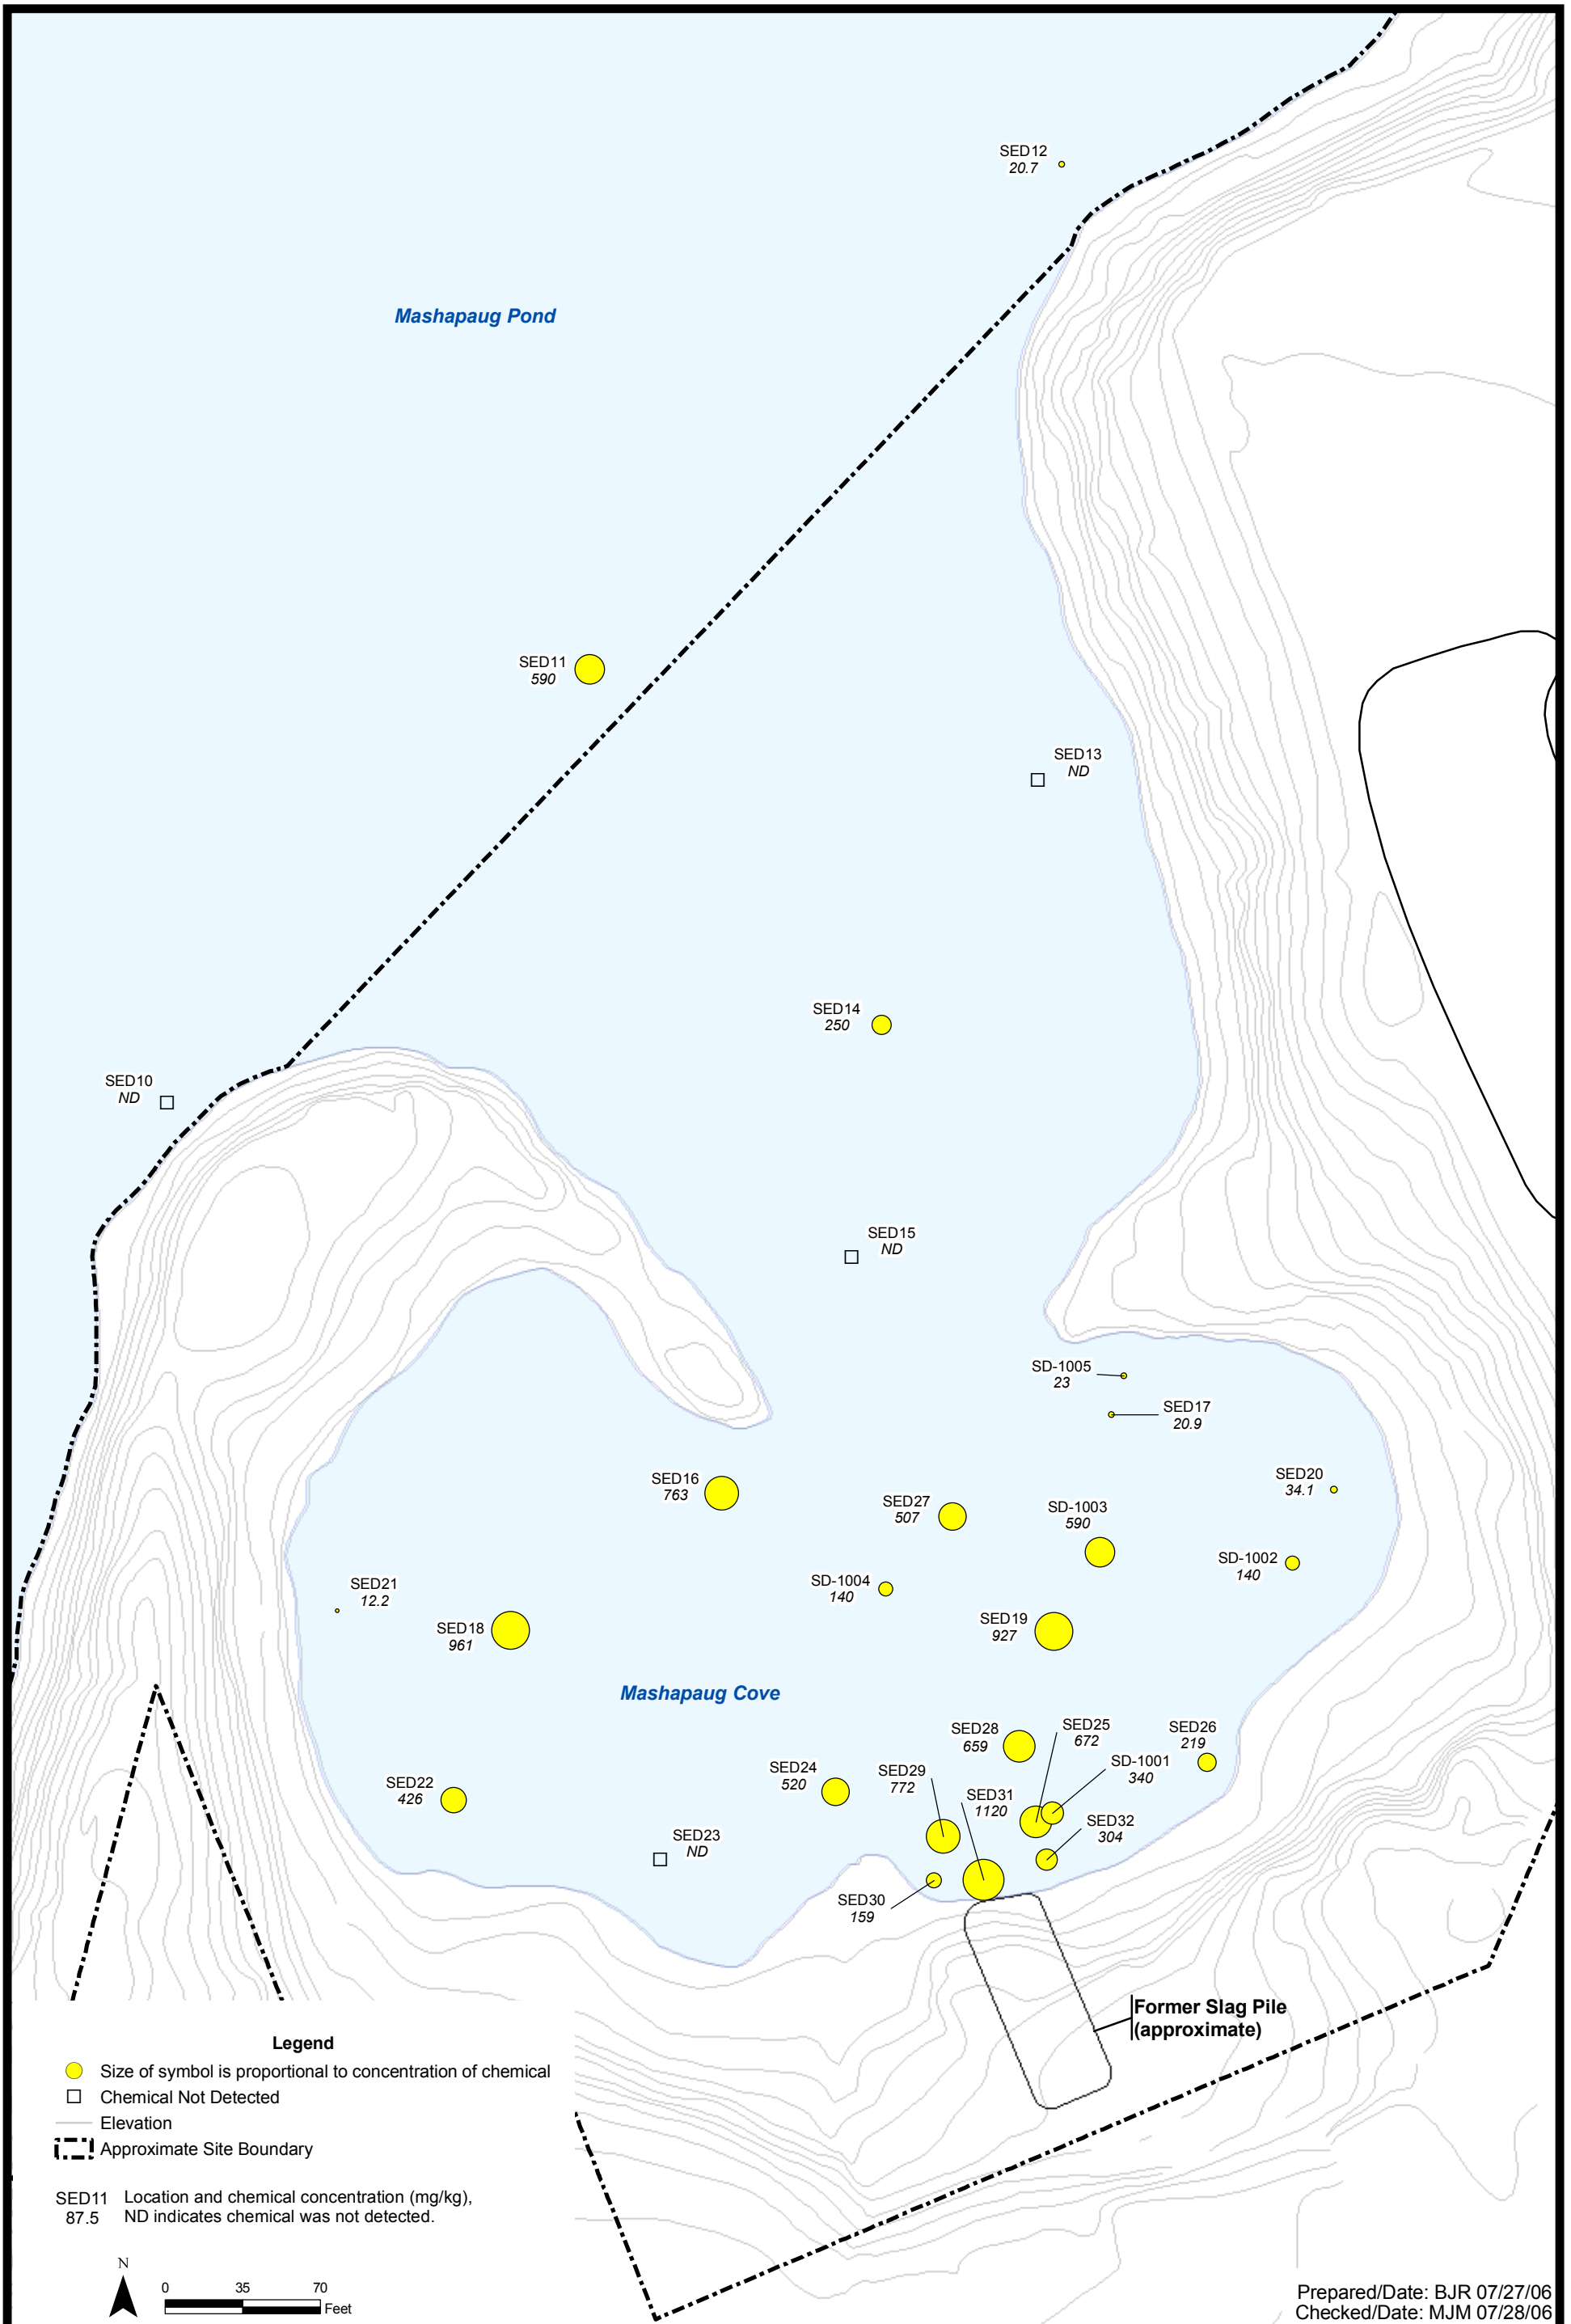 SED12
20.7
Mashapaug Pond
SED11
590
SED13
ND
SED14
250
SED10
ND
SED15
ND
SD-1005
23
SED17
20.9
SED16
763
SED20
34.1
SED27
507
SD-1003
590
SD-1002
140
SED21
12.2
SD-1004
140
SED18
961
SED19
927
Mashapaug Cove
SED28
659
SED25
672
SED26
219
SED22
426
SED24
520
SED29
772
SD-1001
340
SED31
1120
SED32
304
SED23
ND
SED30
159
Former Slag Pile
(approximate)
Legend
Size of symbol is proportional to concentration of chemical
Chemical Not Detected
Elevation
Approximate Site Boundary
SED11 Location and chemical concentration (mg/kg),
87.5 ND indicates chemical was not detected.
N
0 35 70
Feet
Prepared/Date: BJR 07/27/06
Checked/Date: MJM 07/28/06